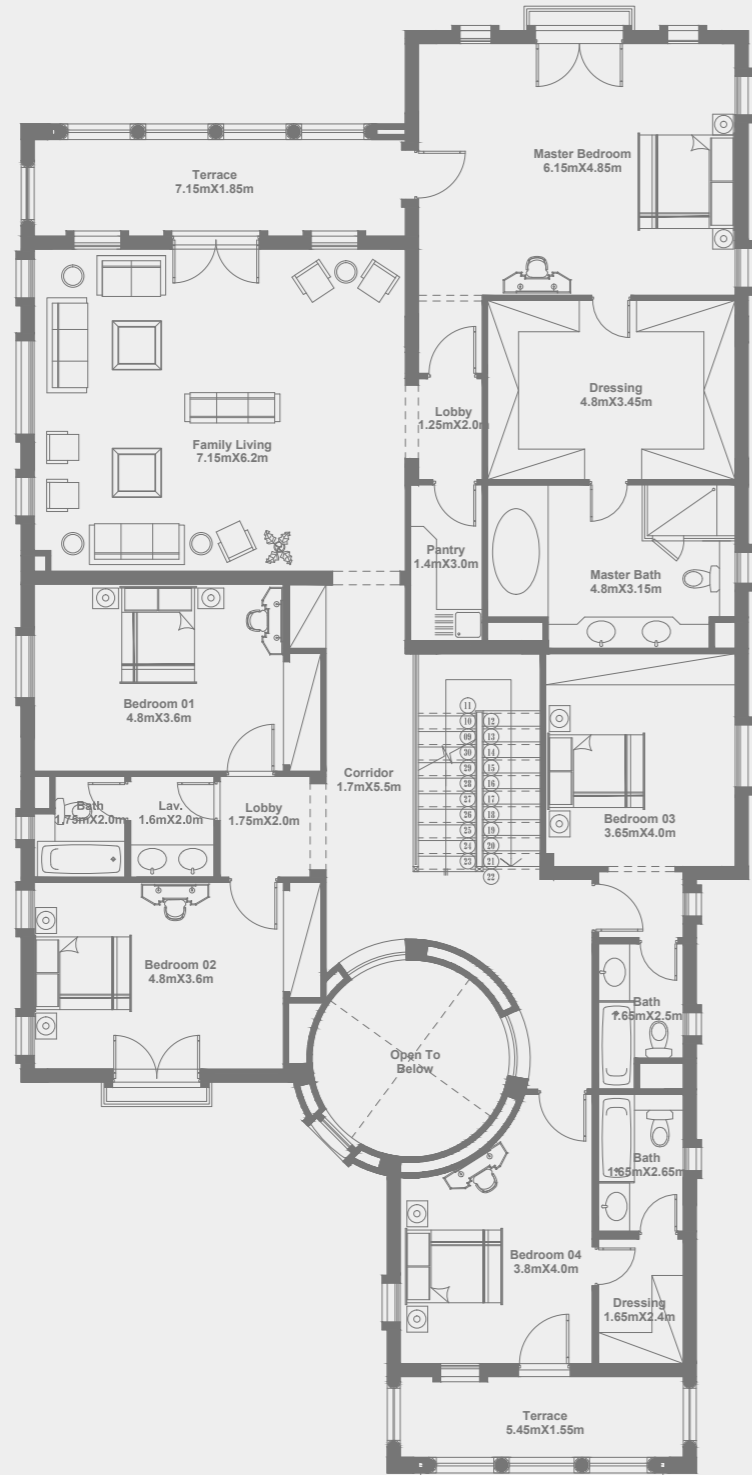 Terrace
7.15mX1.85m
Master Bedroom
6.15mX4.85m
Dressing
4.8mX3.45m
Lobby
1.25mX2.0m
Family Living
7.15mX6.2m
Pantry
1.4mX3.0m
Master Bath
4.8mX3.15m
Bedroom 01
4.8mX3.6m
11
10
09
30
29
28
27
26
25
24
23
12
13
14
15
16
17
18
19
20
21
22
Corridor
1.7mX5.5m
Bath
1.75mX2.0m
Lav.
1.6mX2.0m
Lobby
1.75mX2.0m
Bedroom 03
3.65mX4.0m
Bedroom 02
4.8mX3.6m
Bath
1.65mX2.5m
Open To
Below
Bath
1.65mX2.65m
Bedroom 04
3.8mX4.0m
Dressing
1.65mX2.4m
Terrace
5.45mX1.55m